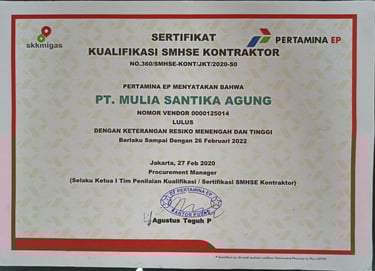 skkmigas
PERTAMINA EP
SERTIFIKAT
KUALIFIKASI SMHSE KONTRAKTOR
NO.360/SMHSE-KONT/JKT/2020-S0
PERTAMINA EP MENYATAKAN BAHWA
PT. MULIA SANTIKA AGUNG
NOMOR VENDOR 0000125014
LULUS
DENGAN KETERANGAN RESIKO MENENGAH DAN TINGGI
Berlaku Sampai Dengan 26 Februari 2022
Jakarta, 27 Feb 2020
Procurement Manager
(Selaku Ketua I Tim Penilaian Kualifikasi / Sertifikasi SMHSE Kontraktor)
PT PERTAMINA EP
KANTOR PUSAT
Agustus Teguh P